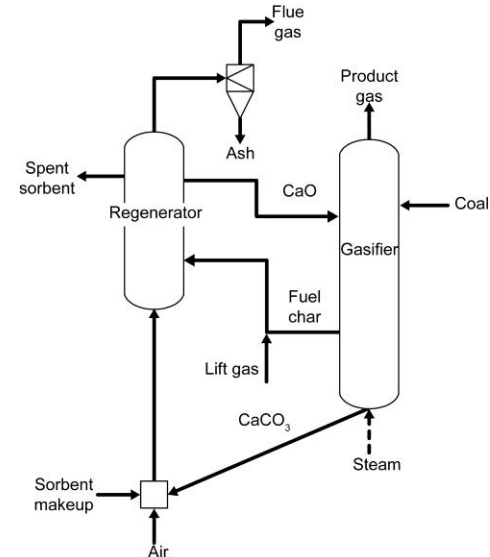 Flue
gas
Product
gas
Ash
Spent
sorbent
CaO
Coal
Regenerator
Gasifier
Fuel
char
Lift gas
CaCO₃
Steam
Sorbent
makeup
Air